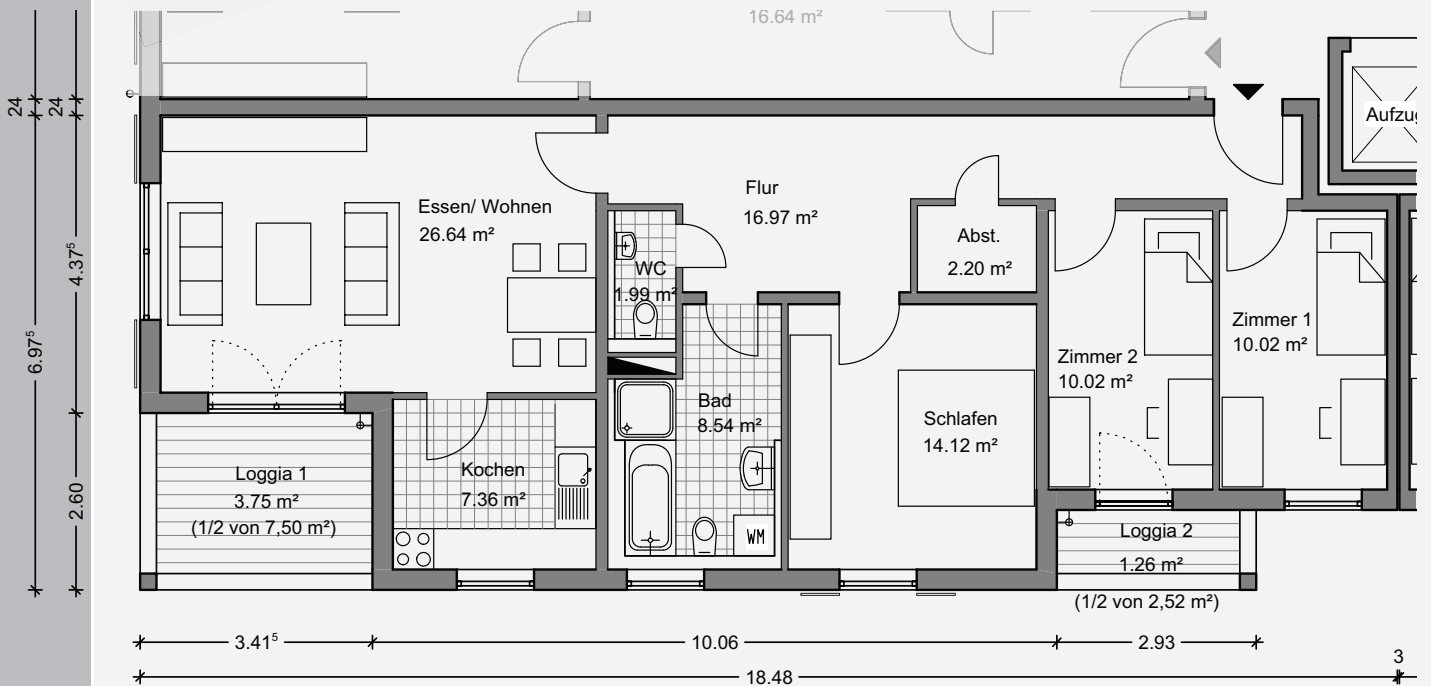 16.64 m²
Aufzu
24
24
Essen/ Wohnen
26.64 m²
Flur
16.97 m²
Abst.
2.20 m²
WC
1.99 m²
4.37⁵
6.97⁵
Zimmer 1
10.02 m²
Zimmer 2
10.02 m²
Bad
8.54 m²
Schlafen
14.12 m²
Kochen
7.36 m²
Loggia 1
3.75 m²
(1/2 von 7,50 m²)
2.60
WM
Loggia 2
1.26 m²
(1/2 von 2,52 m²)
3.41⁵
10.06
2.93
3
18.48